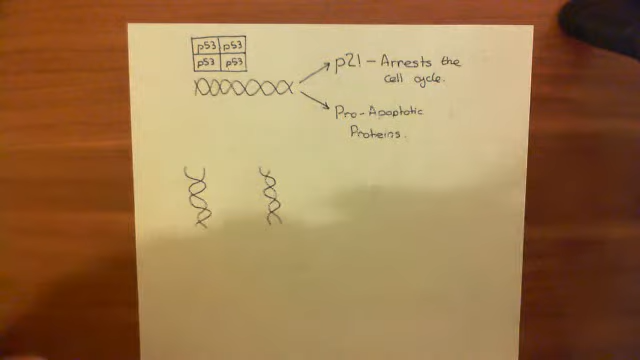 p53 p53
p53 p53
p21 - Arrests the
cell cycle.
Pro-Apoptotic
Proteins.